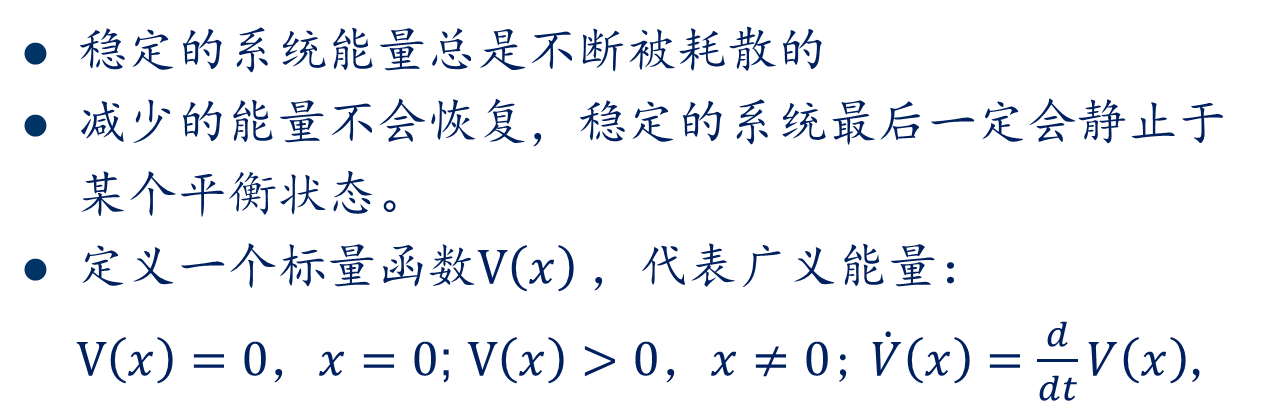 ● 稳定的系统能量总是不断被耗散的
● 减少的能量不会恢复，稳定的系统最后一定会静止于
某个平衡状态。
● 定义一个标量函数V(x) ，代表广义能量：
V(x) = 0，x = 0; V(x) > 0，x ≠ 0; V̇(x) = d/dt V(x),